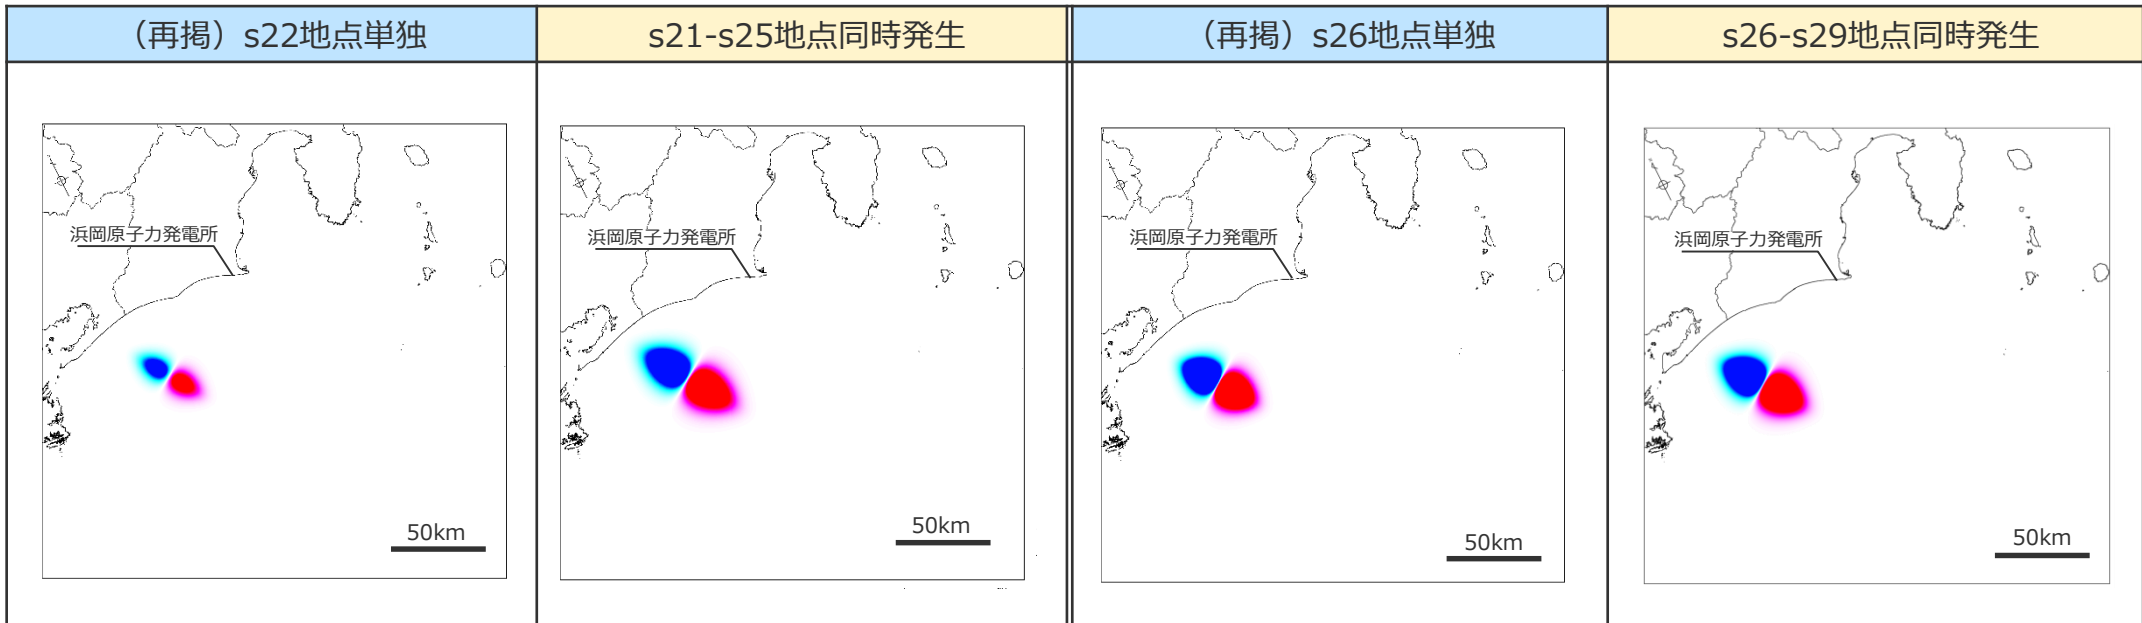 （再掲）s22地点単独
s21-s25地点同時発生
（再掲）s26地点単独
s26-s29地点同時発生
浜岡原子力発電所
50km
浜岡原子力発電所
50km
浜岡原子力発電所
50km
浜岡原子力発電所
50km